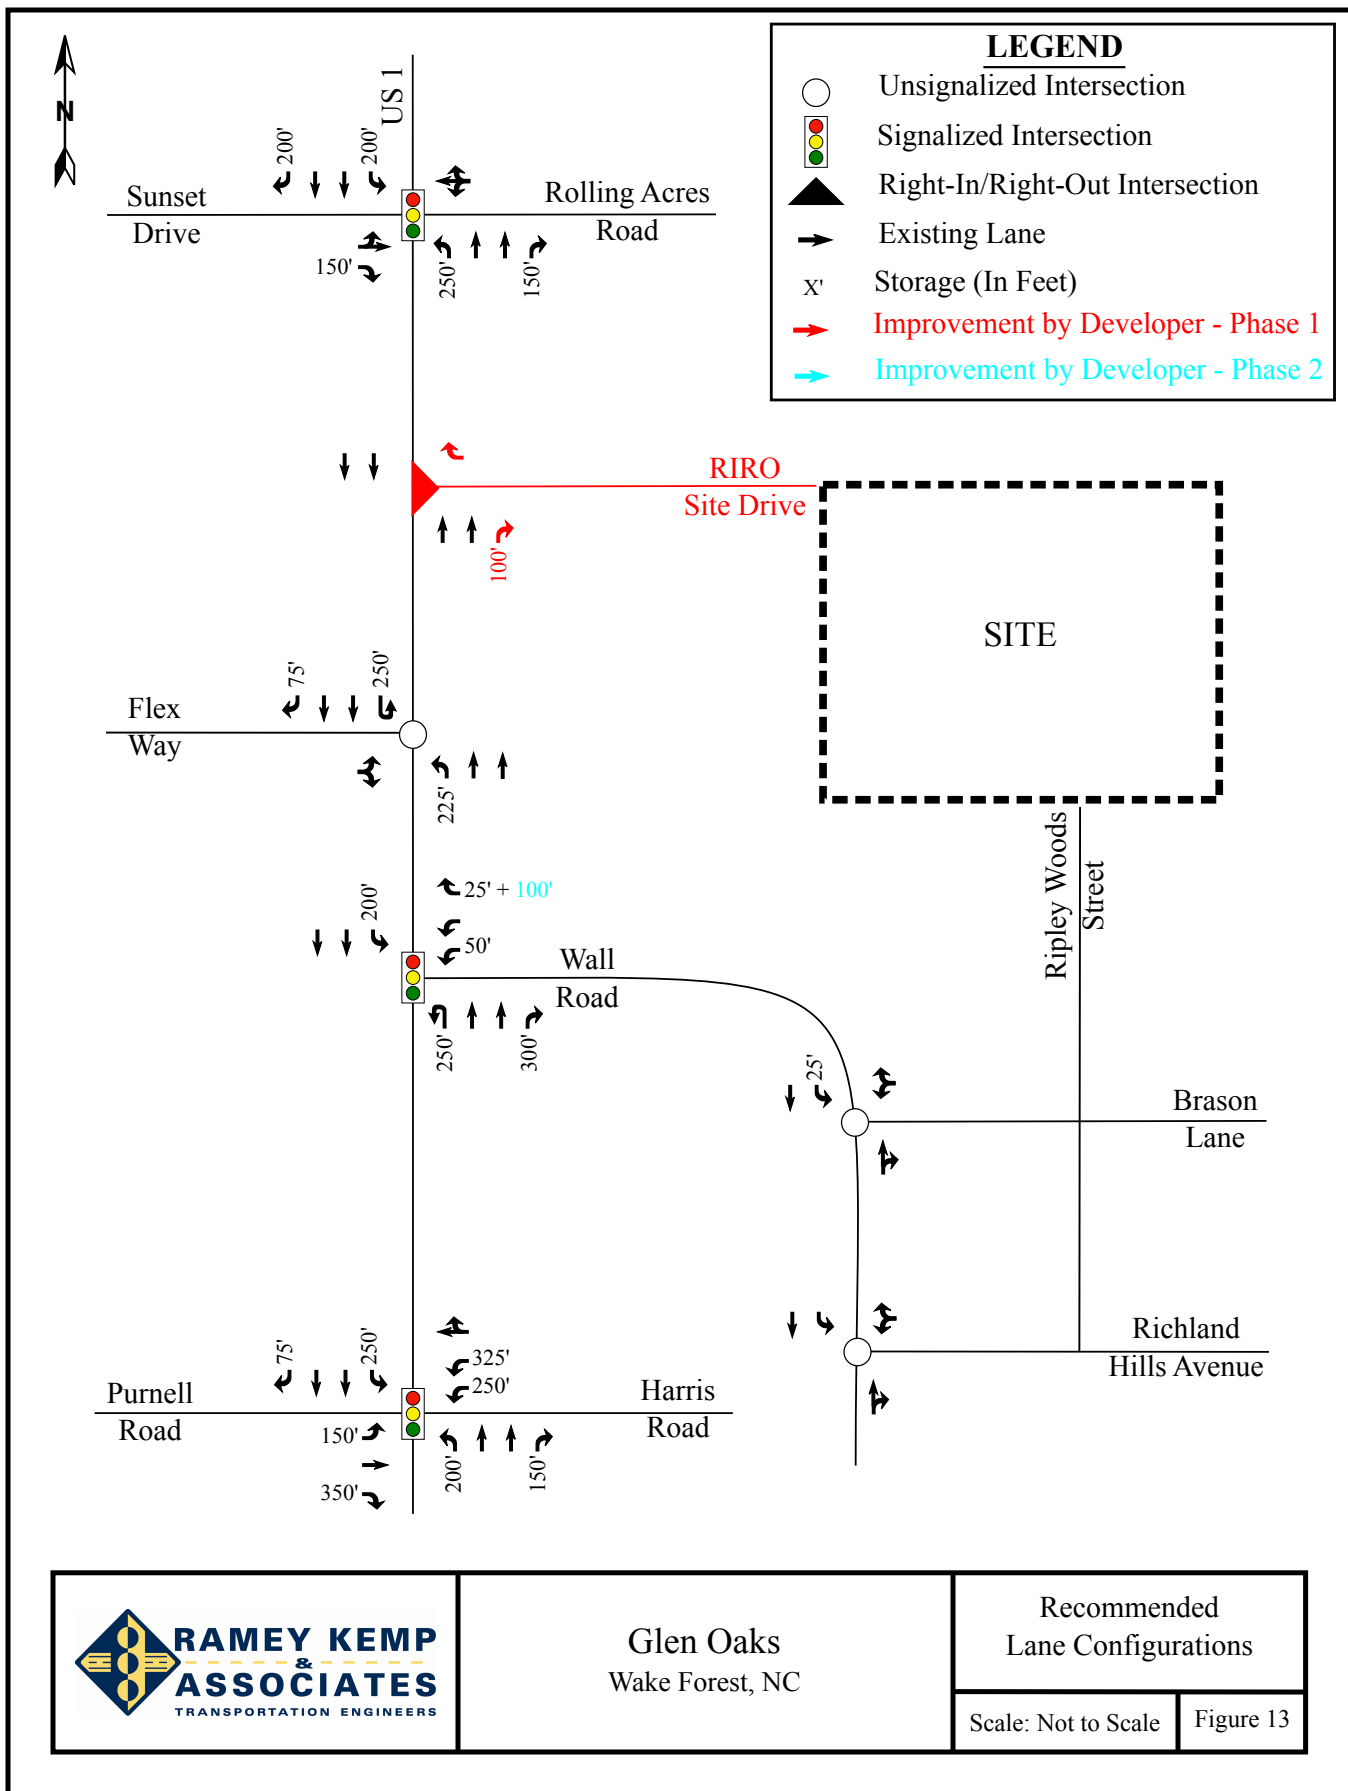 N
US 1
LEGEND
Unsignalized Intersection
Signalized Intersection
Right-In/Right-Out Intersection
Existing Lane
X' Storage (In Feet)
Improvement by Developer - Phase 1
Improvement by Developer - Phase 2
200' 200'
Sunset
Drive
Rolling Acres
Road
150'
250' 150'
RIRO
Site Drive
100'
SITE
75' 250'
Flex
Way
225'
Ripley Woods
Street
200'
25' + 100'
50'
Wall
Road
250' 300'
25'
Brason
Lane
Richland
Hills Avenue
75' 250'
325'
250'
Purnell
Road
Harris
Road
150'
350'
200' 150'
RAMEY KEMP
&
ASSOCIATES
TRANSPORTATION ENGINEERS
Glen Oaks
Wake Forest, NC
Recommended
Lane Configurations
Scale: Not to Scale
Figure 13